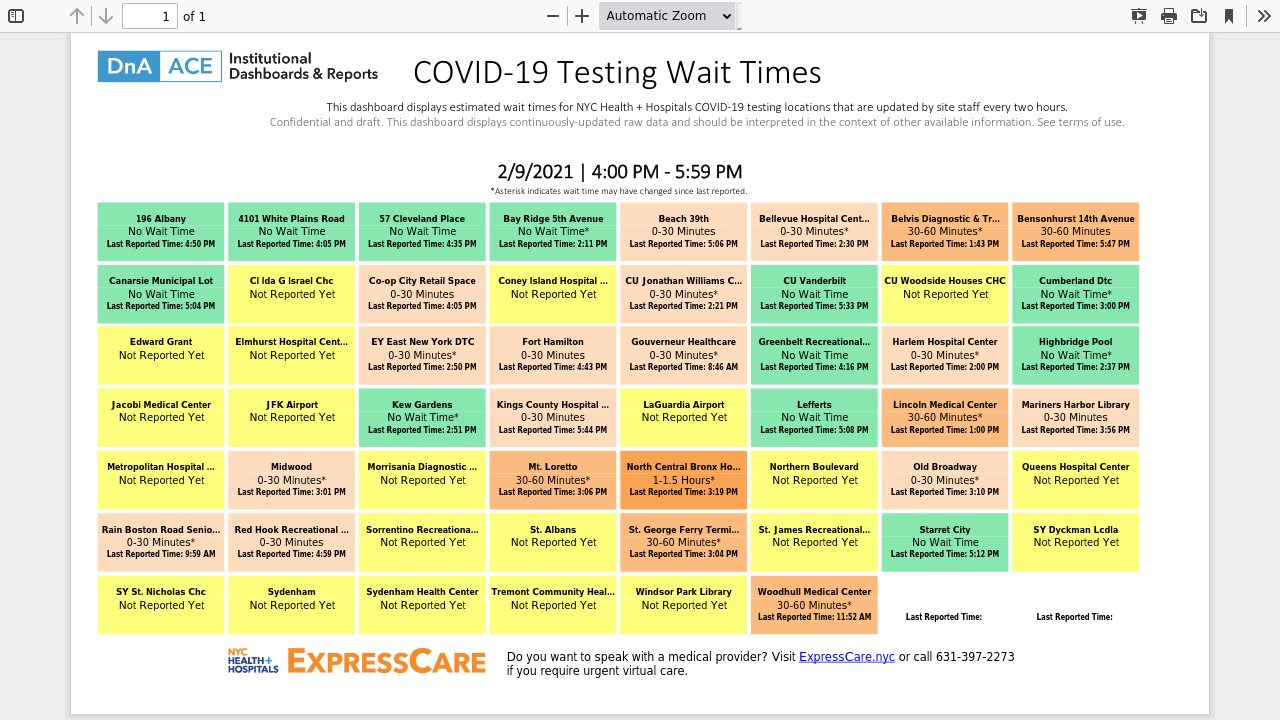 1 of 1 Automatic Zoom
DnA ACE Institutional Dashboards & Reports
COVID-19 Testing Wait Times
This dashboard displays estimated wait times for NYC Health + Hospitals COVID-19 testing locations that are updated by site staff every two hours.
Confidential and draft. This dashboard displays continuously-updated raw data and should be interpreted in the context of other available information. See terms of use.
2/9/2021 | 4:00 PM - 5:59 PM
*Asterisk indicates wait time may have changed since last reported.
196 Albany
No Wait Time
Last Reported Time: 4:50 PM
4101 White Plains Road
No Wait Time
Last Reported Time: 4:05 PM
57 Cleveland Place
No Wait Time
Last Reported Time: 4:35 PM
Bay Ridge 5th Avenue
No Wait Time*
Last Reported Time: 2:11 PM
Beach 39th
0-30 Minutes
Last Reported Time: 5:06 PM
Bellevue Hospital Cent...
0-30 Minutes*
Last Reported Time: 2:30 PM
Belvis Diagnostic & Tr...
30-60 Minutes*
Last Reported Time: 1:43 PM
Bensonhurst 14th Avenue
30-60 Minutes
Last Reported Time: 5:47 PM
Canarsie Municipal Lot
No Wait Time
Last Reported Time: 5:04 PM
Cl Ida G Israel Chc
Not Reported Yet
Co-op City Retail Space
0-30 Minutes
Last Reported Time: 4:05 PM
Coney Island Hospital ...
Not Reported Yet
CU Jonathan Williams C...
0-30 Minutes*
Last Reported Time: 2:21 PM
CU Vanderbilt
No Wait Time
Last Reported Time: 5:33 PM
CU Woodside Houses CHC
Not Reported Yet
Cumberland Dtc
No Wait Time*
Last Reported Time: 3:00 PM
Edward Grant
Not Reported Yet
Elmhurst Hospital Cent...
Not Reported Yet
EY East New York DTC
0-30 Minutes*
Last Reported Time: 2:50 PM
Fort Hamilton
0-30 Minutes
Last Reported Time: 4:43 PM
Gouverneur Healthcare
0-30 Minutes*
Last Reported Time: 8:46 AM
Greenbelt Recreational...
No Wait Time
Last Reported Time: 4:16 PM
Harlem Hospital Center
0-30 Minutes*
Last Reported Time: 2:00 PM
Highbridge Pool
No Wait Time*
Last Reported Time: 2:37 PM
Jacobi Medical Center
Not Reported Yet
JFK Airport
Not Reported Yet
Kew Gardens
No Wait Time*
Last Reported Time: 2:51 PM
Kings County Hospital ...
0-30 Minutes
Last Reported Time: 5:44 PM
LaGuardia Airport
Not Reported Yet
Lefferts
No Wait Time
Last Reported Time: 5:08 PM
Lincoln Medical Center
30-60 Minutes*
Last Reported Time: 1:00 PM
Mariners Harbor Library
0-30 Minutes
Last Reported Time: 3:56 PM
Metropolitan Hospital ...
Not Reported Yet
Midwood
0-30 Minutes*
Last Reported Time: 3:01 PM
Morrisania Diagnostic ...
Not Reported Yet
Mt. Loretto
30-60 Minutes*
Last Reported Time: 3:06 PM
North Central Bronx Ho...
1-1.5 Hours*
Last Reported Time: 3:19 PM
Northern Boulevard
Not Reported Yet
Old Broadway
0-30 Minutes*
Last Reported Time: 3:10 PM
Queens Hospital Center
Not Reported Yet
Rain Boston Road Senio...
0-30 Minutes*
Last Reported Time: 9:59 AM
Red Hook Recreational ...
0-30 Minutes
Last Reported Time: 4:59 PM
Sorrentino Recreationa...
Not Reported Yet
St. Albans
Not Reported Yet
St. George Ferry Termi...
30-60 Minutes*
Last Reported Time: 3:04 PM
St. James Recreational...
Not Reported Yet
Starret City
No Wait Time
Last Reported Time: 5:12 PM
SY Dyckman Lcdla
Not Reported Yet
SY St. Nicholas Chc
Not Reported Yet
Sydenham
Not Reported Yet
Sydenham Health Center
Not Reported Yet
Tremont Community Heal...
Not Reported Yet
Windsor Park Library
Not Reported Yet
Woodhull Medical Center
30-60 Minutes*
Last Reported Time: 11:52 AM
Last Reported Time:
Last Reported Time:
NYC HEALTH+ HOSPITALS EXPRESSCARE
Do you want to speak with a medical provider? Visit ExpressCare.nyc or call 631-397-2273
if you require urgent virtual care.